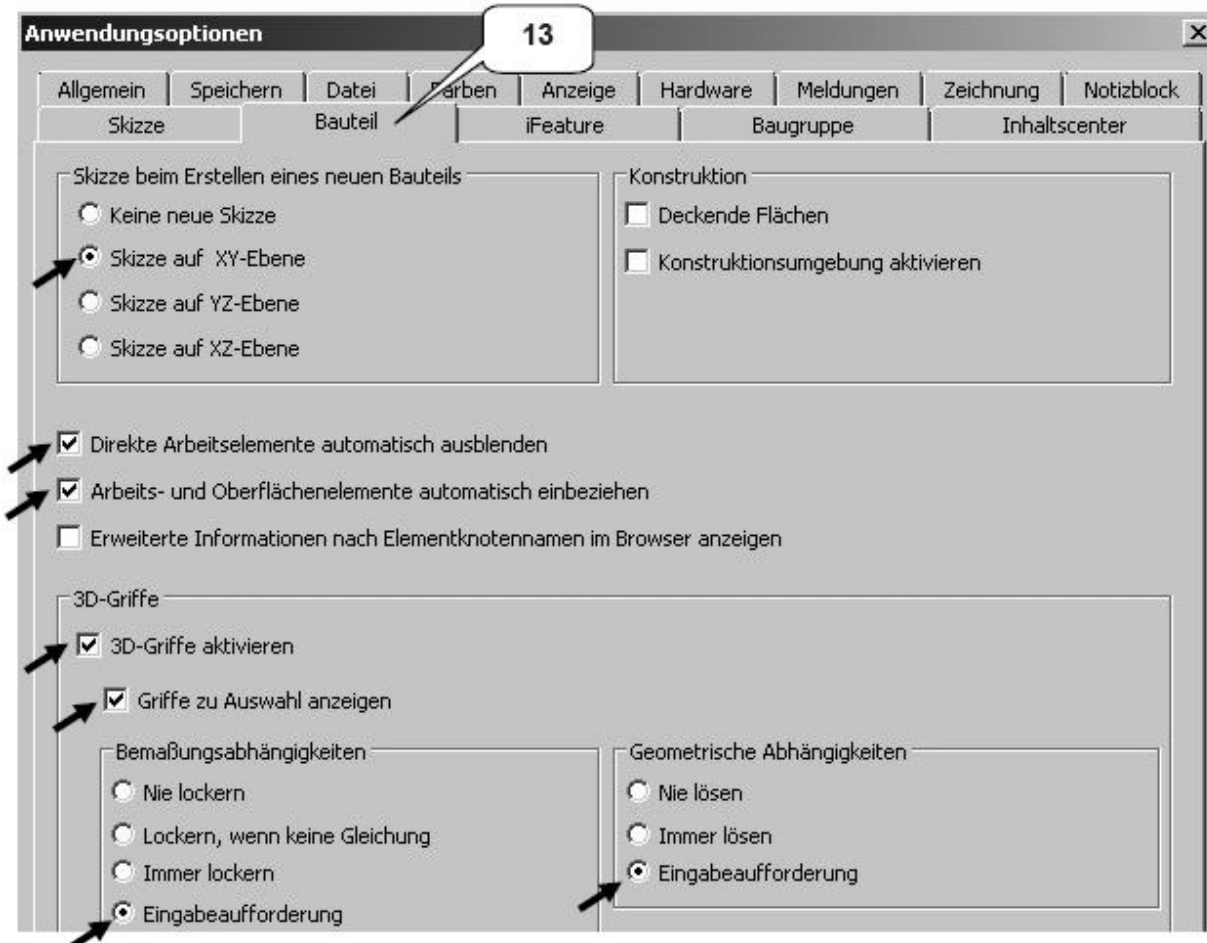 Anwendungsoptionen
13
Allgemein Speichern Datei Farben Anzeige Hardware Meldungen Zeichnung Notizblock
Skizze Bauteil iFeature Baugruppe Inhaltscenter
Skizze beim Erstellen eines neuen Bauteils
Keine neue Skizze
Skizze auf XY-Ebene
Skizze auf YZ-Ebene
Skizze auf XZ-Ebene
Konstruktion
Deckende Flächen
Konstruktionsumgebung aktivieren
Direkte Arbeitselemente automatisch ausblenden
Arbeits- und Oberflächenelemente automatisch einbeziehen
Erweiterte Informationen nach Elementknotennamen im Browser anzeigen
3D-Griffe
3D-Griffe aktivieren
Griffe zu Auswahl anzeigen
Bemaßungsabhängigkeiten
Nie lockern
Lockern, wenn keine Gleichung
Immer lockern
Eingabeaufforderung
Geometrische Abhängigkeiten
Nie lösen
Immer lösen
Eingabeaufforderung